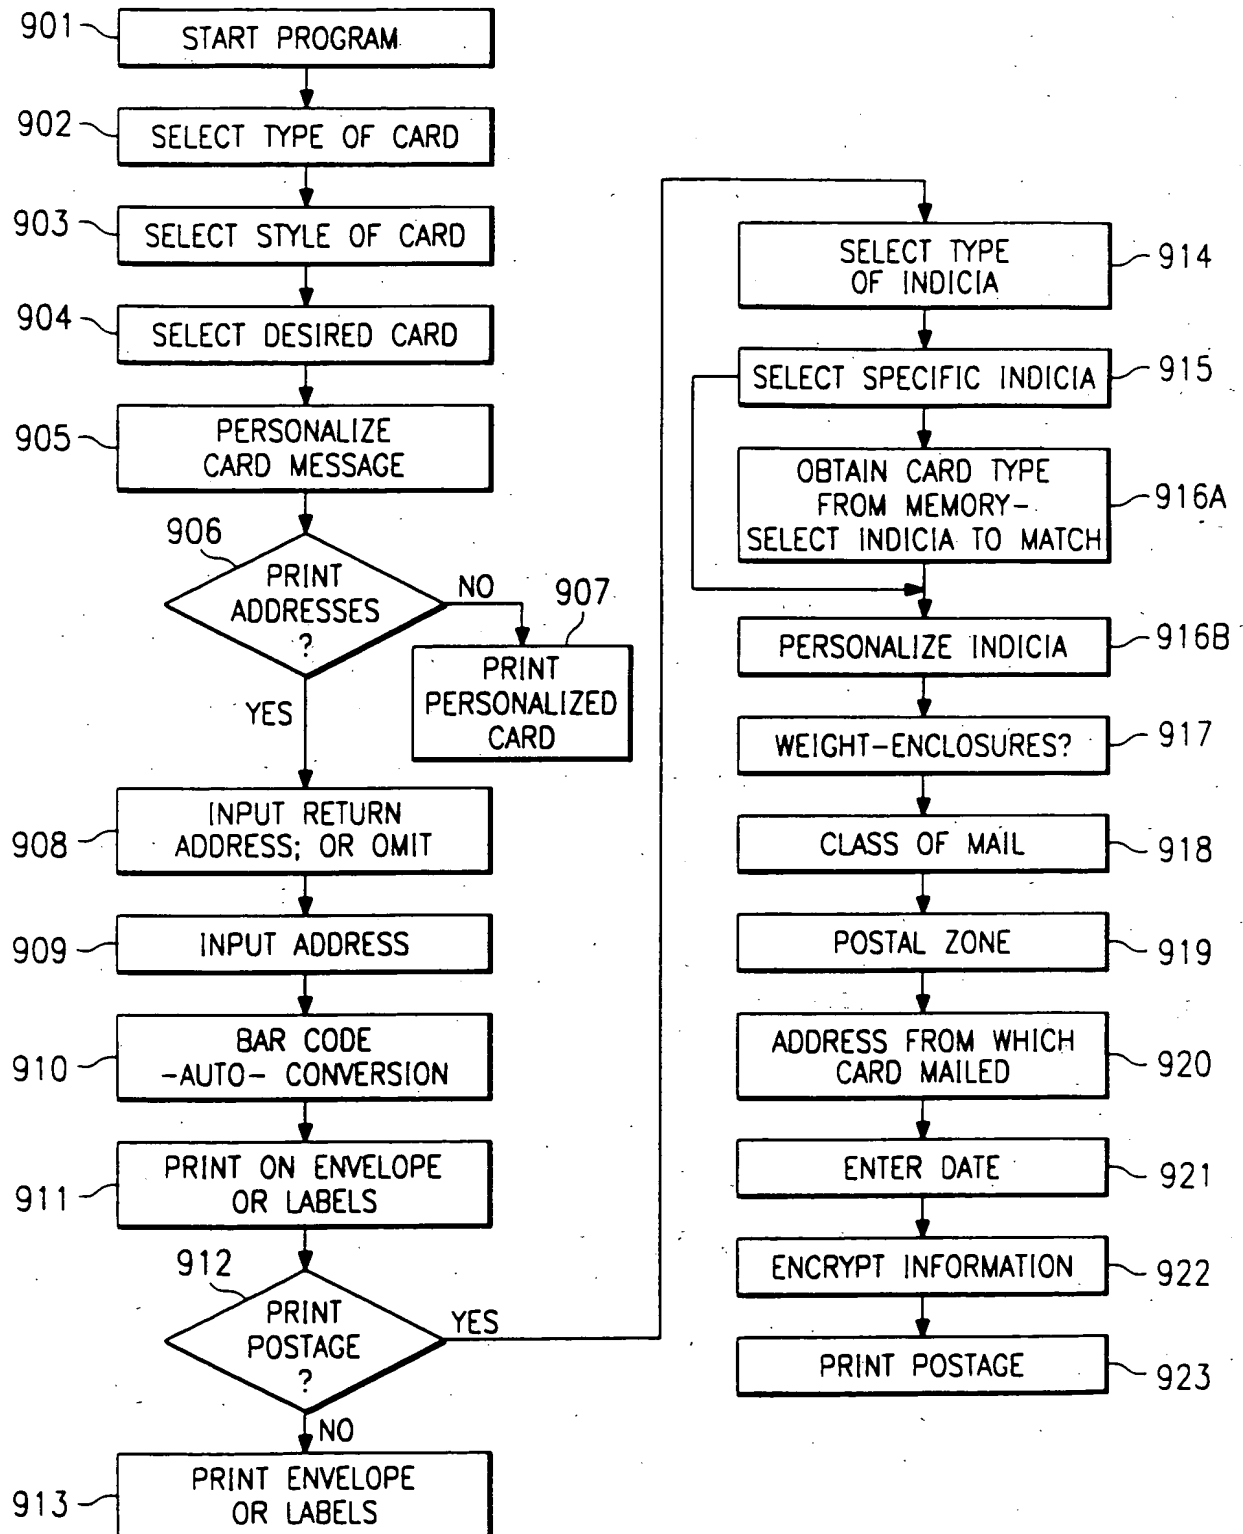 901
START PROGRAM
902
SELECT TYPE OF CARD
903
SELECT STYLE OF CARD
904
SELECT DESIRED CARD
905
PERSONALIZE
CARD MESSAGE
906
PRINT
ADDRESSES
?
NO
907
PRINT
PERSONALIZED
CARD
YES
908
INPUT RETURN
ADDRESS; OR OMIT
909
INPUT ADDRESS
910
BAR CODE
-AUTO- CONVERSION
911
PRINT ON ENVELOPE
OR LABELS
912
PRINT
POSTAGE
?
YES
NO
913
PRINT ENVELOPE
OR LABELS
SELECT TYPE
OF INDICIA
914
SELECT SPECIFIC INDICIA
915
OBTAIN CARD TYPE
FROM MEMORY-
SELECT INDICIA TO MATCH
916A
PERSONALIZE INDICIA
916B
WEIGHT-ENCLOSURES?
917
CLASS OF MAIL
918
POSTAL ZONE
919
ADDRESS FROM WHICH
CARD MAILED
920
ENTER DATE
921
ENCRYPT INFORMATION
922
PRINT POSTAGE
923